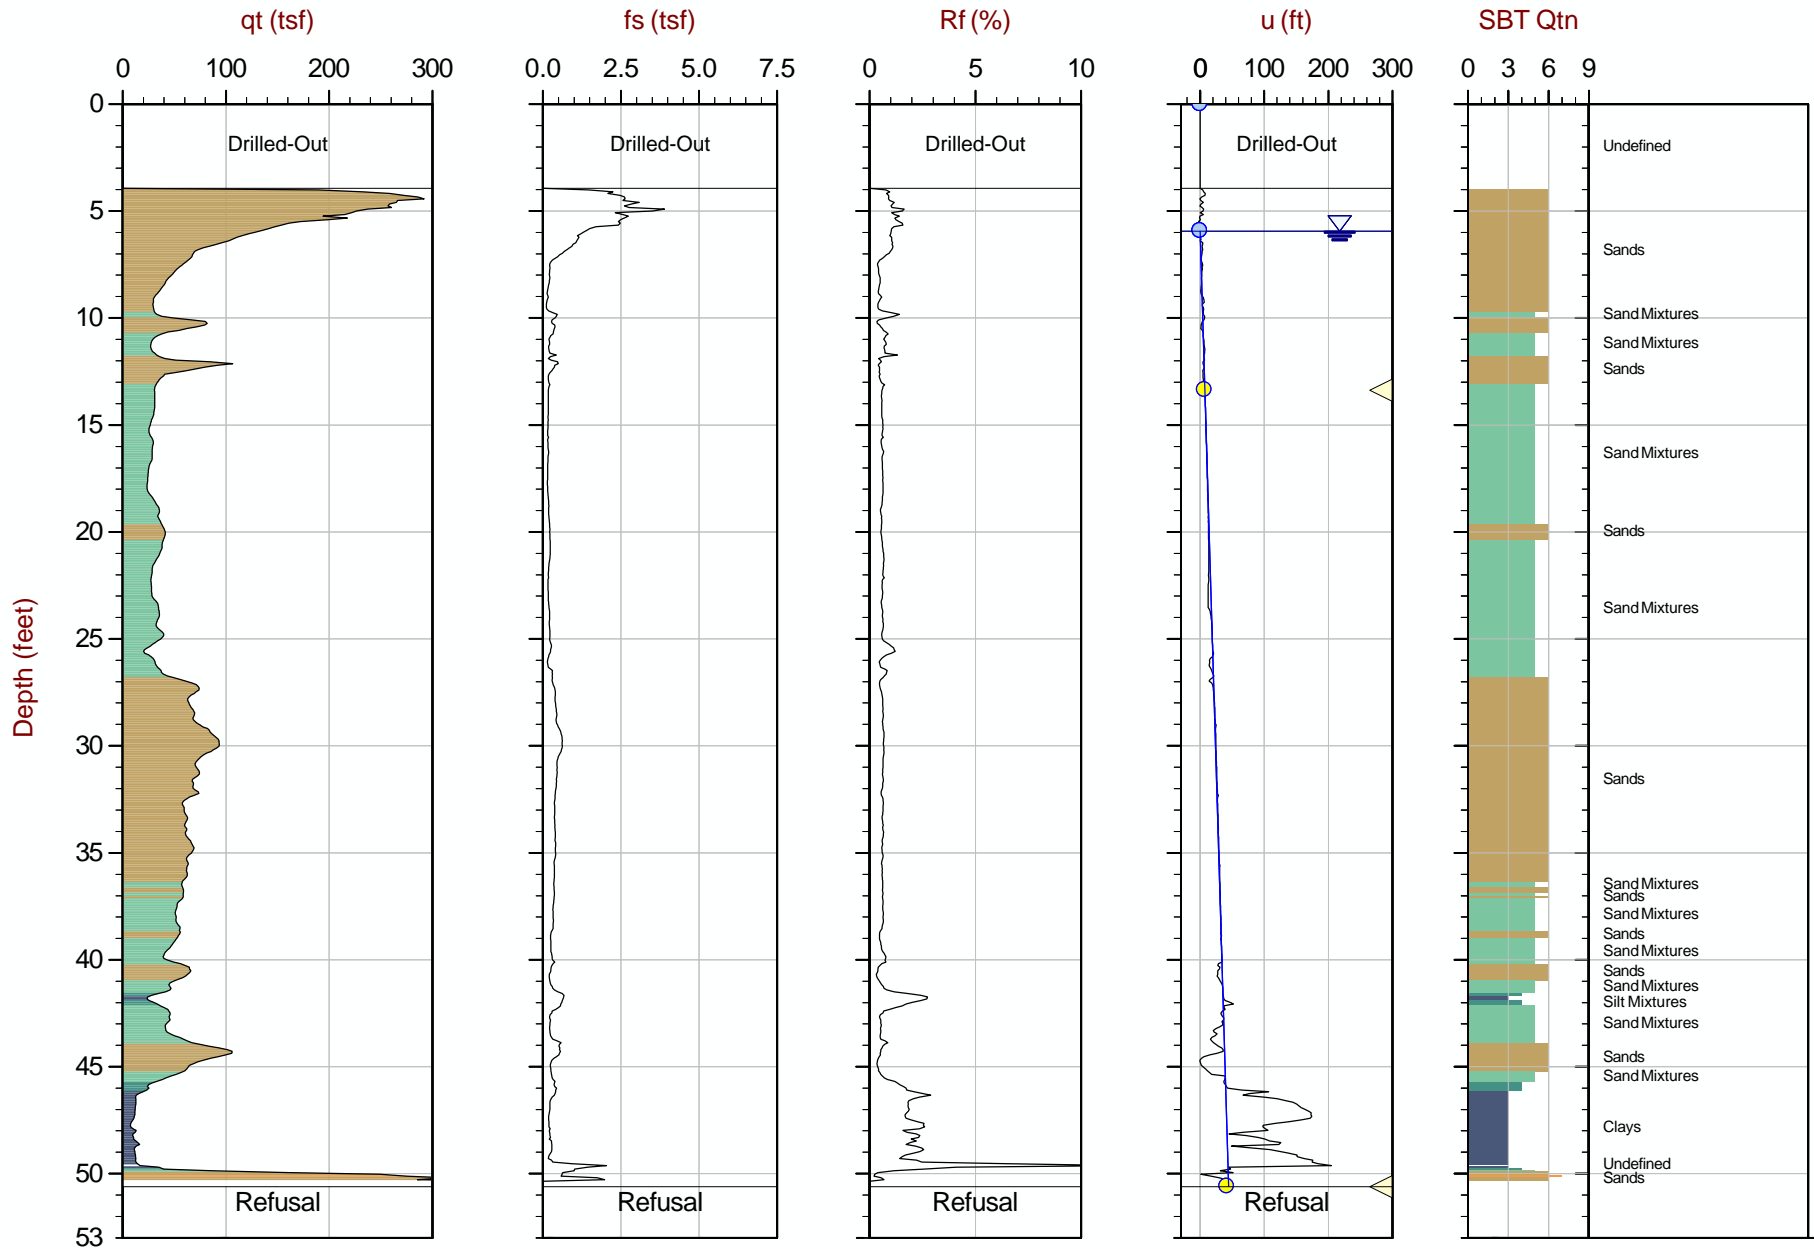 qt (tsf) fs (tsf) Rf (%) u (ft) SBT Qtn
0 100 200 300 0.0 2.5 5.0 7.5 0 5 10 0 100 200 300 0 3 6 9
0
Drilled-Out Drilled-Out Drilled-Out Drilled-Out Undefined
5
Sands
10 Sand Mixtures
Sand Mixtures
Sands
15
Sand Mixtures
20 Sands
Sand Mixtures
25
Depth (feet)
30
Sands
35
Sand Mixtures
Sands
Sand Mixtures
Sands
Sand Mixtures
40
Sands
Sand Mixtures
Silt Mixtures
Sand Mixtures
Sands
45
Sand Mixtures
Clays
Undefined
50
Sands
Refusal Refusal Refusal Refusal
53